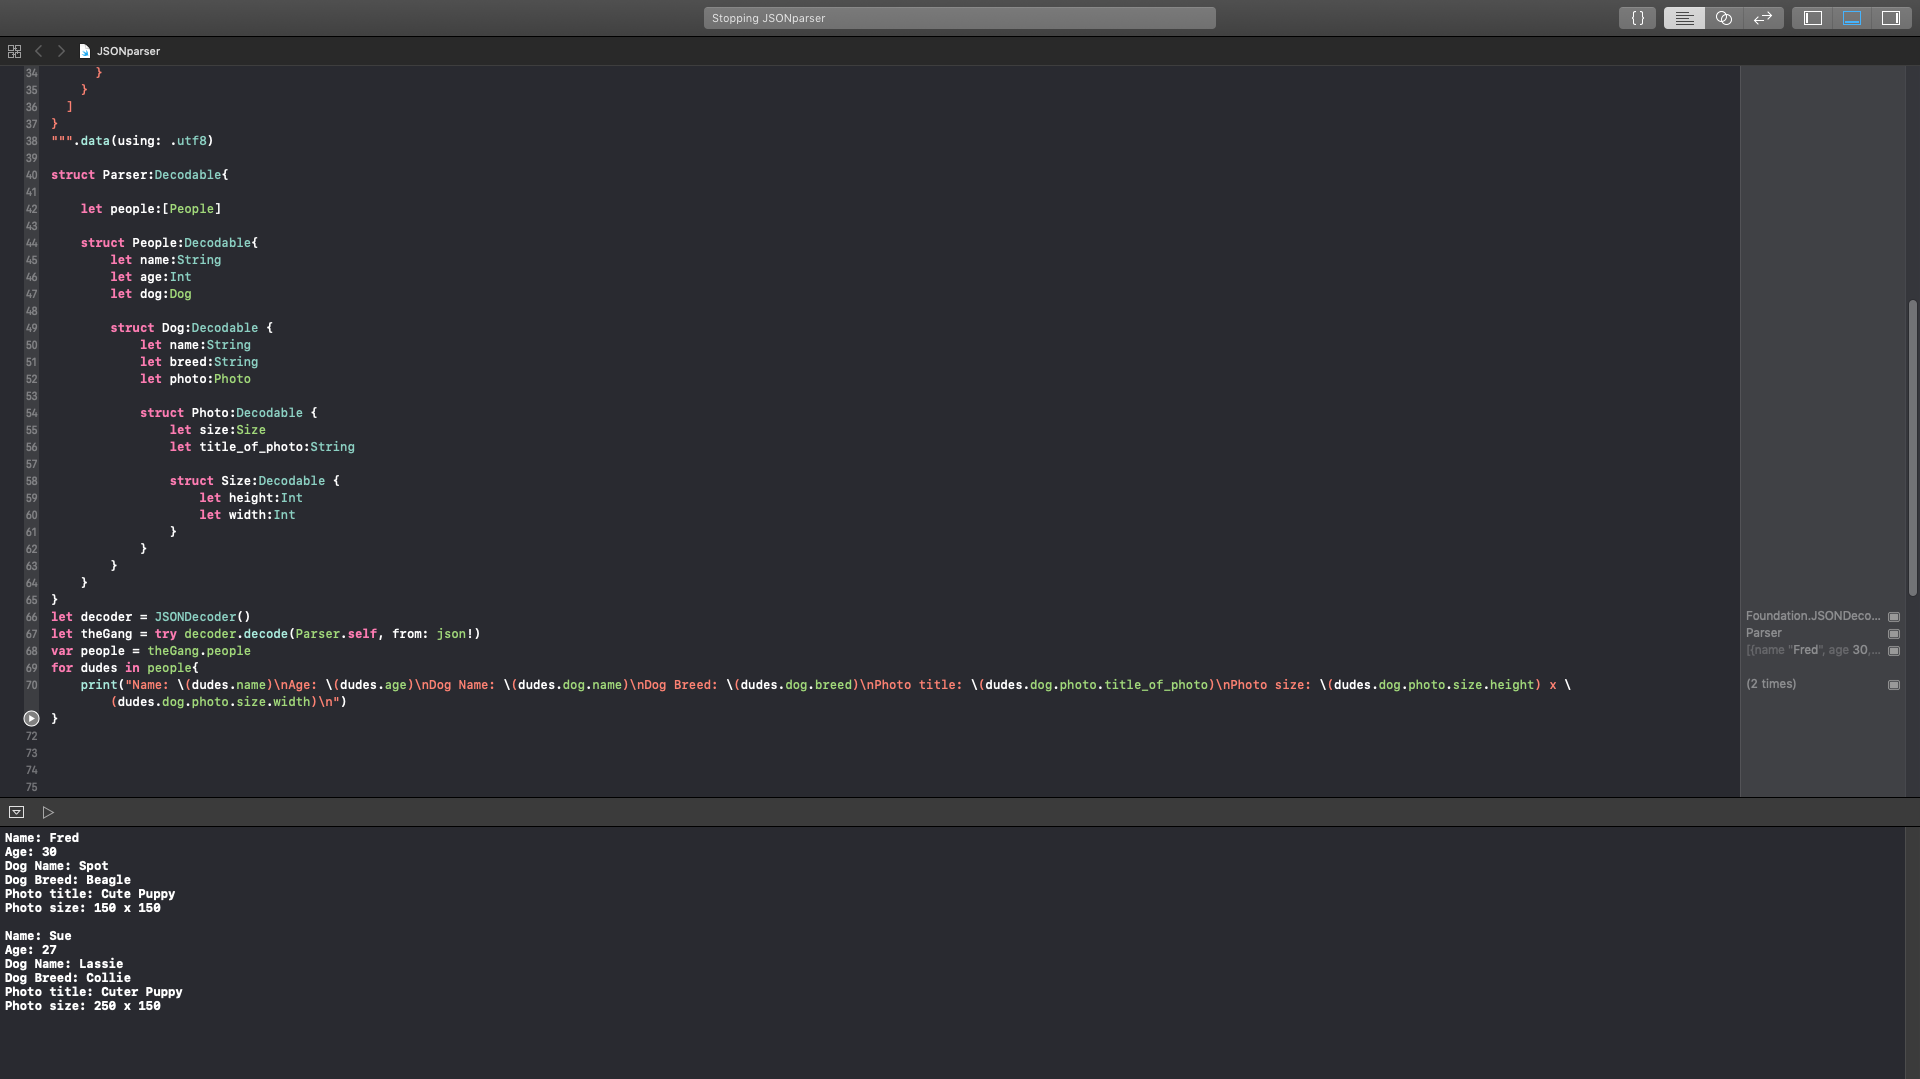 Stopping JSONparser
{ }
JSONparser
34 }
35 }
36 ]
37 }
38 """.data(using: .utf8)
39
40 struct Parser:Decodable{
41
42 let people:[People]
43
44 struct People:Decodable{
45 let name:String
46 let age:Int
47 let dog:Dog
48
49 struct Dog:Decodable {
50 let name:String
51 let breed:String
52 let photo:Photo
53
54 struct Photo:Decodable {
55 let size:Size
56 let title_of_photo:String
57
58 struct Size:Decodable {
59 let height:Int
60 let width:Int
61 }
62 }
63 }
64 }
65 }
66 let decoder = JSONDecoder() Foundation.JSONDeco...
67 let theGang = try decoder.decode(Parser.self, from: json!) Parser
68 var people = theGang.people [{name "Fred", age 30,...
69 for dudes in people{
70 print("Name: \(dudes.name)\nAge: \(dudes.age)\nDog Name: \(dudes.dog.name)\nDog Breed: \(dudes.dog.breed)\nPhoto title: \(dudes.dog.photo.title_of_photo)\nPhoto size: \(dudes.dog.photo.size.height) x \ (2 times)
(dudes.dog.photo.size.width)\n")
}
72
73
74
75
Name: Fred
Age: 30
Dog Name: Spot
Dog Breed: Beagle
Photo title: Cute Puppy
Photo size: 150 x 150
Name: Sue
Age: 27
Dog Name: Lassie
Dog Breed: Collie
Photo title: Cuter Puppy
Photo size: 250 x 150